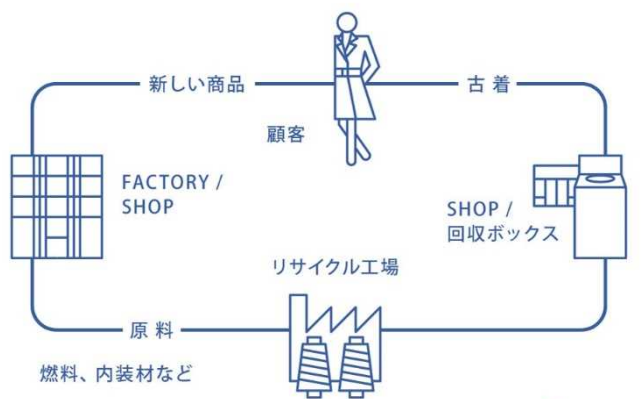 新しい商品
古着
顧客
FACTORY /
SHOP
SHOP /
回収ボックス
リサイクル工場
原料
燃料、内装材など